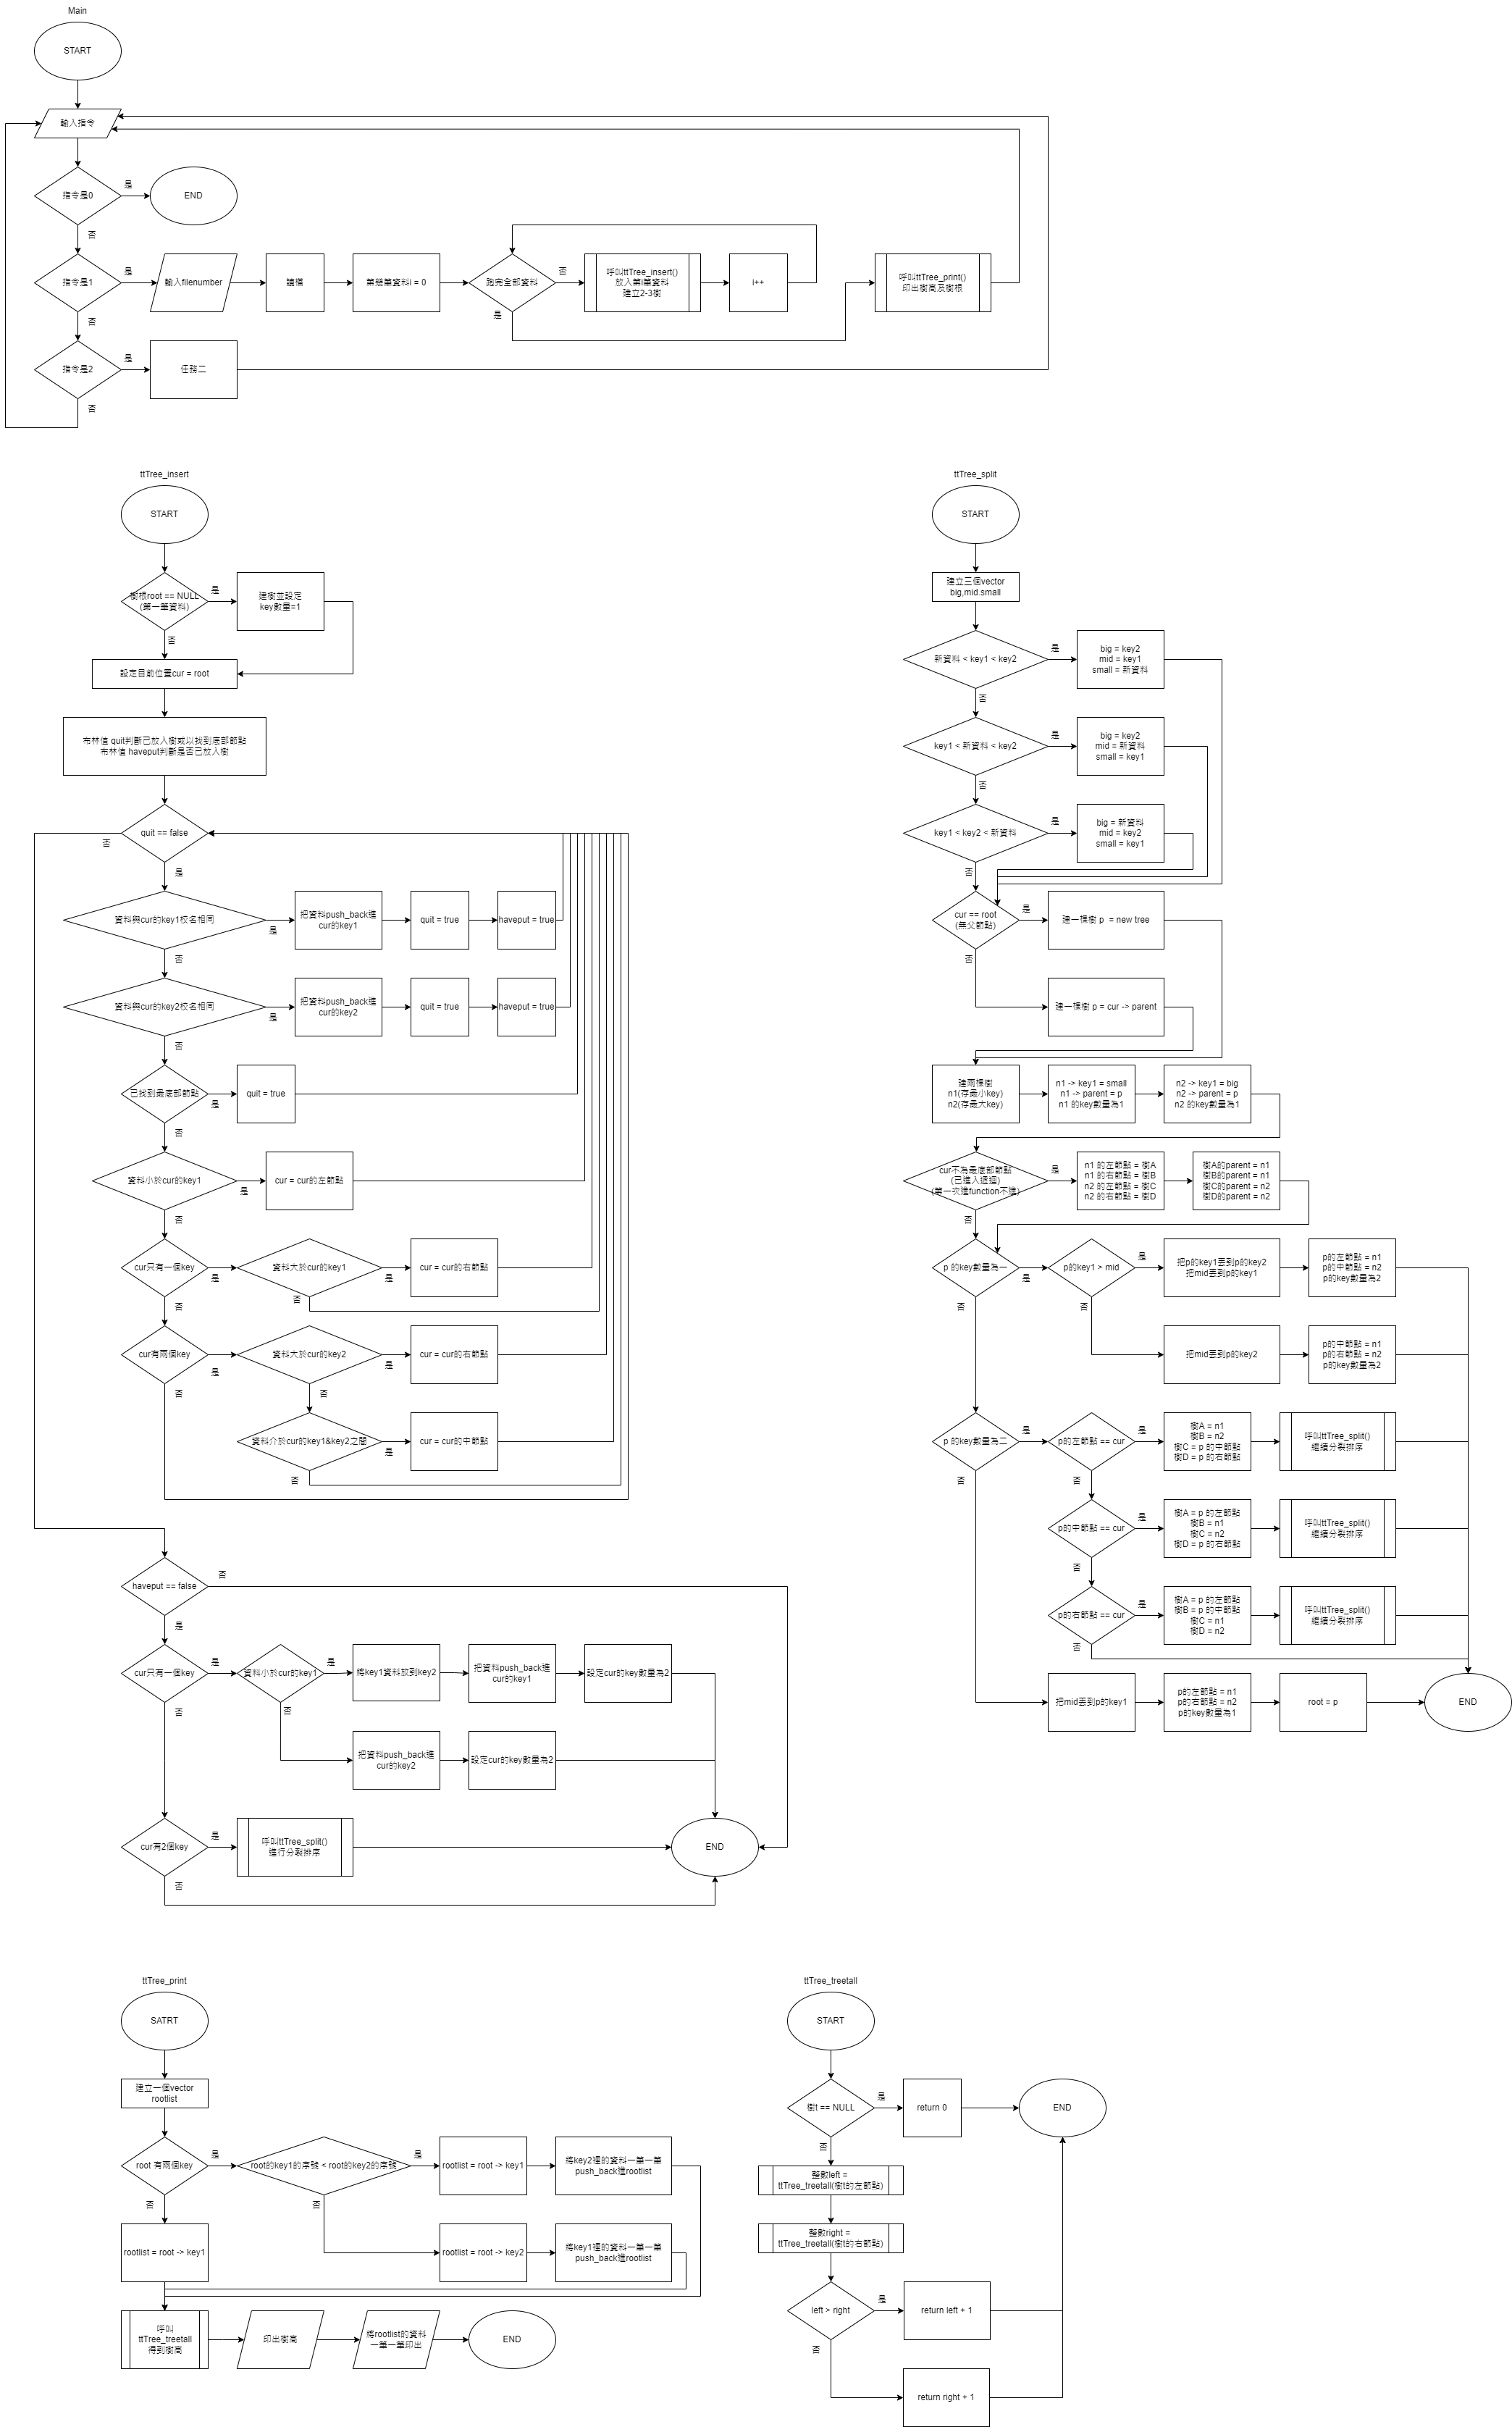 Main
START
輸入指令
指令是0
是
END
否
指令是1
是
輸入filenumber
讀檔
第幾筆資料i = 0
跑完全部資料
否
呼叫ttTree_insert()
放入第i筆資料
建立2-3樹
i++
是
呼叫ttTree_print()
印出樹高及樹根
否
指令是2
是
任務二
否
ttTree_insert
START
樹根root == NULL
(第一筆資料)
是
建樹並設定
key數量=1
否
設定目前位置cur = root
布林值 quit判斷已放入樹或以找到底部節點
布林值 haveput判斷是否已放入樹
quit == false
否
是
資料與cur的key1校名相同
是
把資料push_back進
cur的key1
quit = true
haveput = true
否
資料與cur的key2校名相同
是
把資料push_back進
cur的key2
quit = true
haveput = true
否
已找到最底部節點
是
quit = true
否
資料小於cur的key1
是
cur = cur的左節點
否
cur只有一個key
是
資料大於cur的key1
是
cur = cur的右節點
否
否
cur有兩個key
是
資料大於cur的key2
是
cur = cur的右節點
否
否
資料介於cur的key1&key2之間
是
cur = cur的中節點
否
haveput == false
否
是
cur只有一個key
是
資料小於cur的key1
是
將key1資料放到key2
把資料push_back進
cur的key1
設定cur的key數量為2
否
否
把資料push_back進
cur的key2
設定cur的key數量為2
cur有2個key
是
呼叫ttTree_split()
進行分裂排序
END
否
ttTree_split
START
建立三個vector
big,mid.small
新資料 < key1 < key2
是
big = key2
mid = key1
small = 新資料
否
key1 < 新資料 < key2
是
big = key2
mid = 新資料
small = key1
否
key1 < key2 < 新資料
是
big = 新資料
mid = key2
small = key1
否
cur == root
(無父節點)
是
建一棵樹 p  = new tree
否
建一棵樹 p = cur -> parent
建兩棵樹
n1(存最小key)
n2(存最大key)
n1 -> key1 = small
n1 -> parent = p
n1 的key數量為1
n2 -> key1 = big
n2 -> parent = p
n2 的key數量為1
cur不為最底部節點
(已進入遞迴)
(第一次進function不進)
是
n1 的左節點 = 樹A
n1 的右節點 = 樹B
n2 的左節點 = 樹C
n2 的右節點 = 樹D
樹A的parent = n1
樹B的parent = n1
樹C的parent = n2
樹D的parent = n2
否
p 的key數量為一
是
p的key1 > mid
是
把p的key1丟到p的key2
把mid丟到p的key1
p的左節點 = n1
p的中節點 = n2
p的key數量為2
否
否
把mid丟到p的key2
p的中節點 = n1
p的右節點 = n2
p的key數量為2
p 的key數量為二
是
p的左節點 == cur
是
樹A = n1
樹B = n2
樹C = p 的中節點
樹D = p 的右節點
呼叫ttTree_split()
繼續分裂排序
否
否
p的中節點 == cur
是
樹A = p 的左節點
樹B = n1
樹C = n2
樹D = p 的右節點
呼叫ttTree_split()
繼續分裂排序
否
p的右節點 == cur
是
樹A = p 的左節點
樹B = p 的中節點
樹C = n1
樹D = n2
呼叫ttTree_split()
繼續分裂排序
否
把mid丟到p的key1
p的左節點 = n1
p的右節點 = n2
p的key數量為1
root = p
END
ttTree_print
SATRT
建立一個vector
rootlist
root 有兩個key
是
root的key1的序號 < root的key2的序號
是
rootlist = root -> key1
將key2裡的資料一筆一筆
push_back進rootlist
否
否
rootlist = root -> key1
rootlist = root -> key2
將key1裡的資料一筆一筆
push_back進rootlist
呼叫
ttTree_treetall
得到樹高
印出樹高
將rootlist的資料
一筆一筆印出
END
ttTree_treetall
START
樹t == NULL
是
return 0
END
否
整數left =
ttTree_treetall(樹t的左節點)
整數right =
ttTree_treetall(樹t的右節點)
left > right
是
return left + 1
否
return right + 1